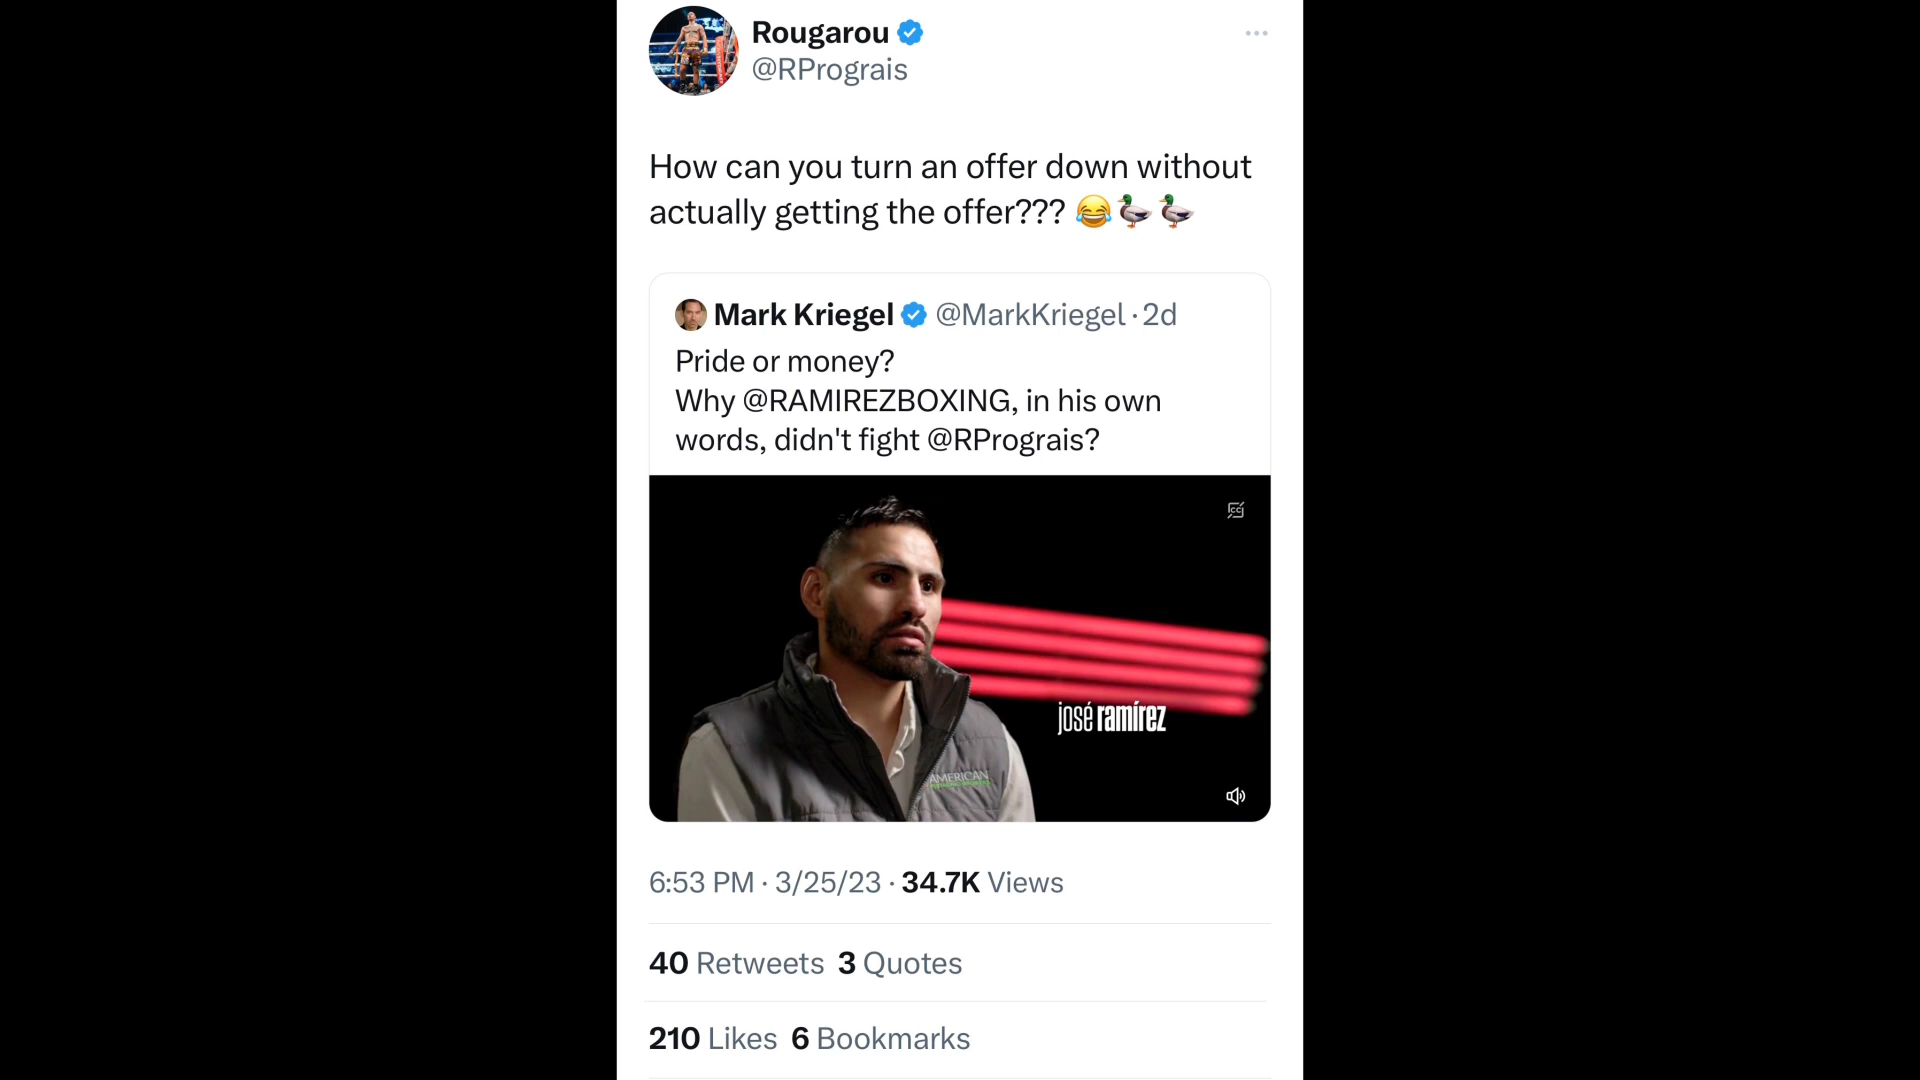 Rougarou
@RPrograis
How can you turn an offer down without
actually getting the offer??? 😂🦆🦆
Mark Kriegel @MarkKriegel · 2d
Pride or money?
Why @RAMIREZBOXING, in his own
words, didn't fight @RPrograis?
CC
josé ramírez
AMERICAN
6:53 PM · 3/25/23 · 34.7K Views
40 Retweets 3 Quotes
210 Likes 6 Bookmarks